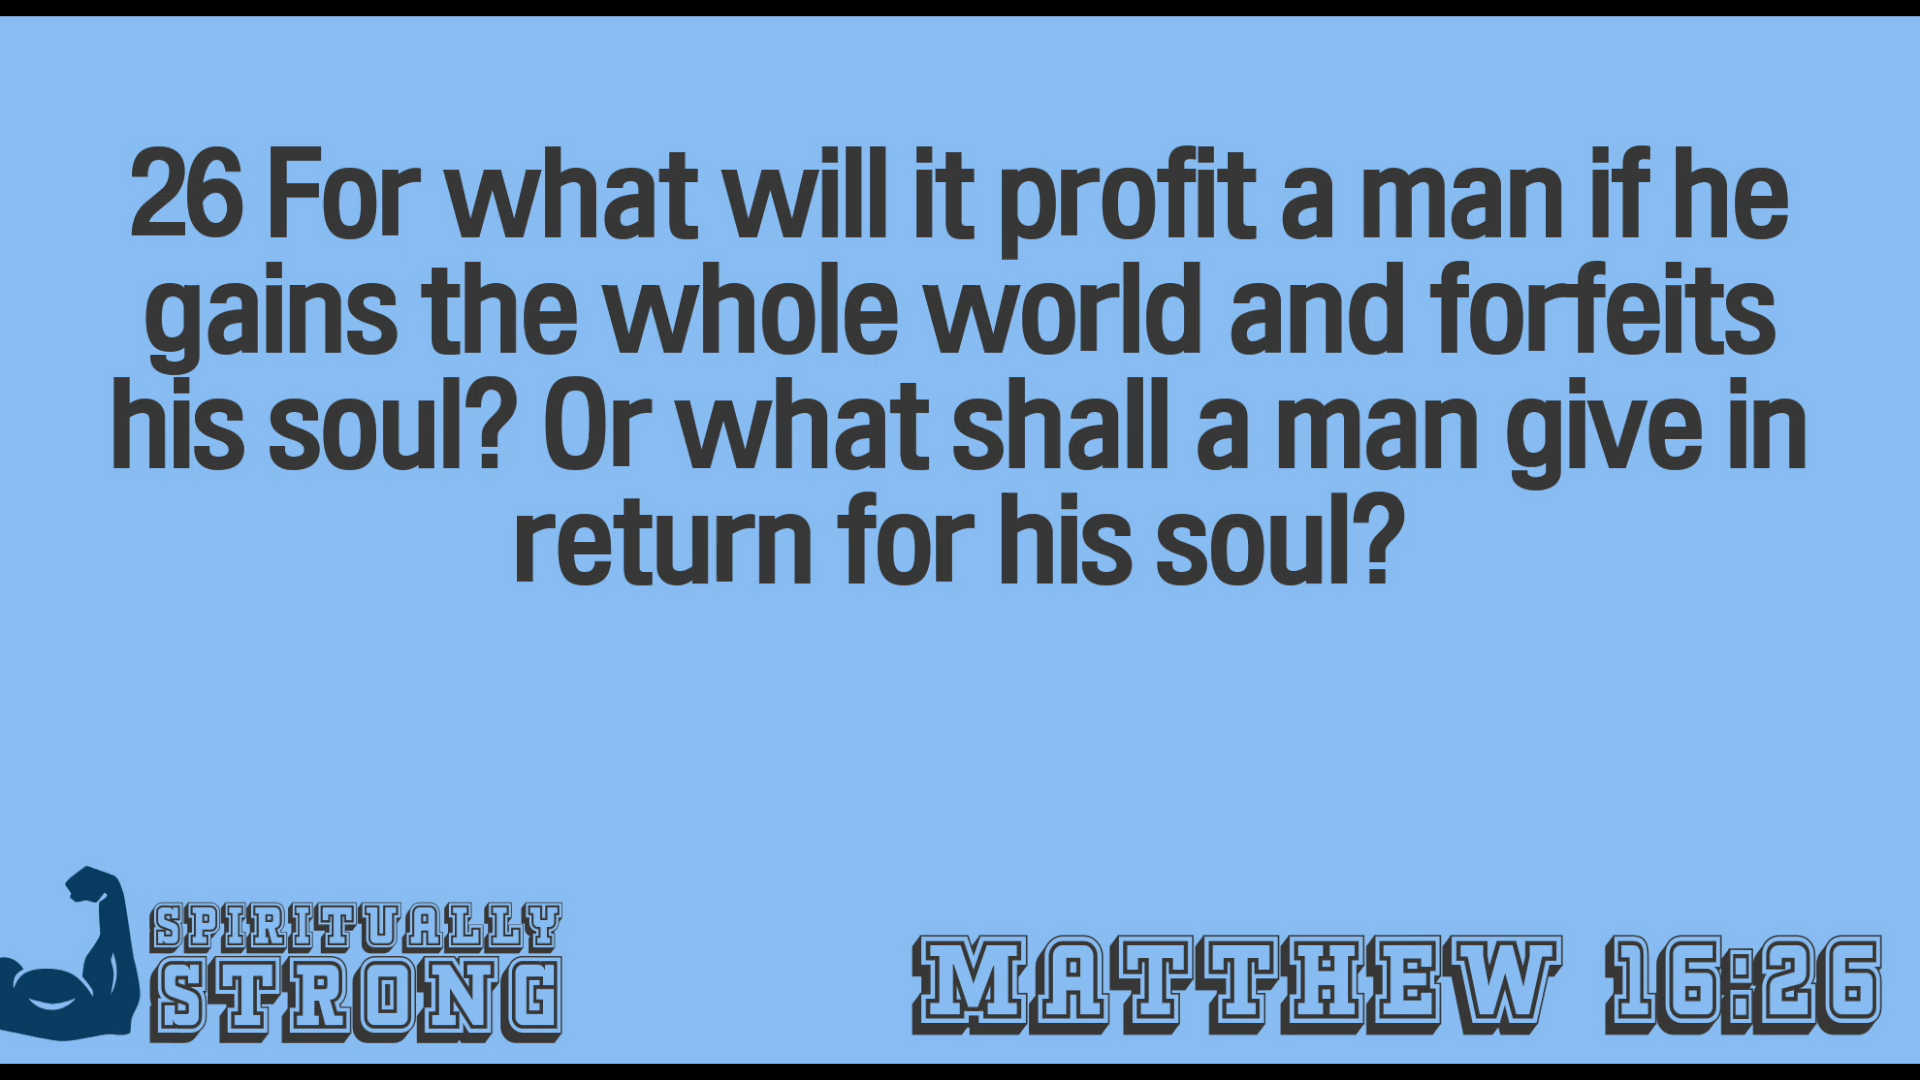 26 For what will it profit a man if he
gains the whole world and forfeits
his soul? Or what shall a man give in
return for his soul?
SPIRITUALLY
STRONG
MATTHEW 16:26